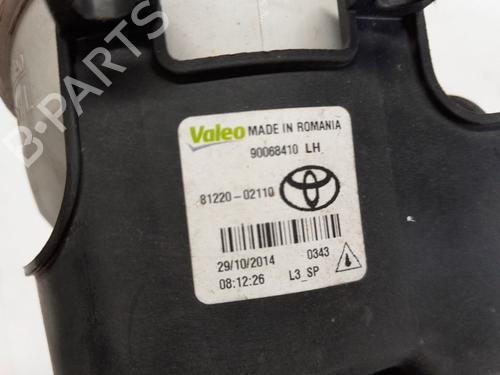 Valeo MADE IN ROMANIA
90068410 LH
81220-02110
29/10/2014 0343
08:12:26 L3_SP
B-PARTS